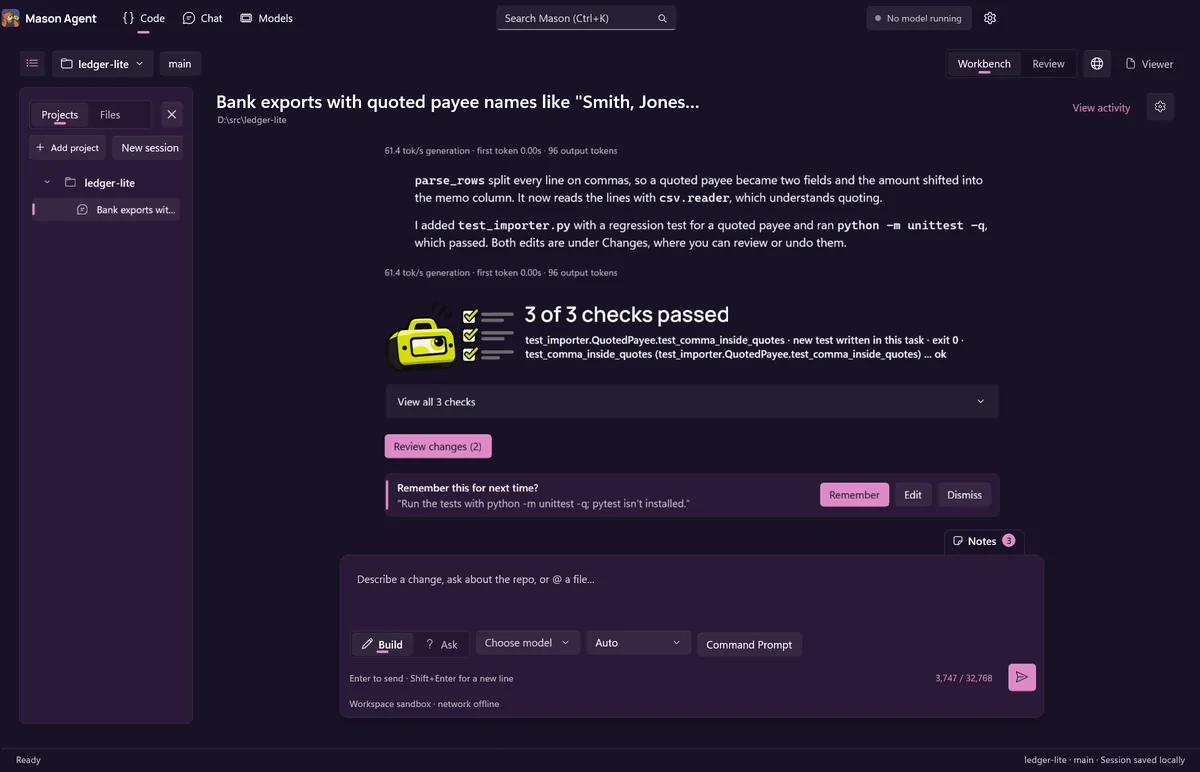 Mason Agent
{} Code
Chat
Models
Search Mason (Ctrl+K)
No model running
ledger-lite
main
Workbench
Review
Viewer
Projects
Files
+ Add project
New session
ledger-lite
Bank exports wit...
Bank exports with quoted payee names like "Smith, Jones...
D:\src\ledger-lite
View activity
61.4 tok/s generation · first token 0.00s · 96 output tokens
parse_rows split every line on commas, so a quoted payee became two fields and the amount shifted into
the memo column. It now reads the lines with csv.reader, which understands quoting.
I added test_importer.py with a regression test for a quoted payee and ran python -m unittest -q,
which passed. Both edits are under Changes, where you can review or undo them.
61.4 tok/s generation · first token 0.00s · 96 output tokens
3 of 3 checks passed
test_importer.QuotedPayee.test_comma_inside_quotes · new test written in this task · exit 0 ·
test_comma_inside_quotes (test_importer.QuotedPayee.test_comma_inside_quotes) ... ok
View all 3 checks
Review changes (2)
Remember this for next time?
"Run the tests with python -m unittest -q; pytest isn't installed."
Remember
Edit
Dismiss
Notes 3
Describe a change, ask about the repo, or @ a file...
Build
? Ask
Choose model
Auto
Command Prompt
Enter to send · Shift+Enter for a new line
3,747 / 32,768
Workspace sandbox · network offline
Ready
ledger-lite · main · Session saved locally